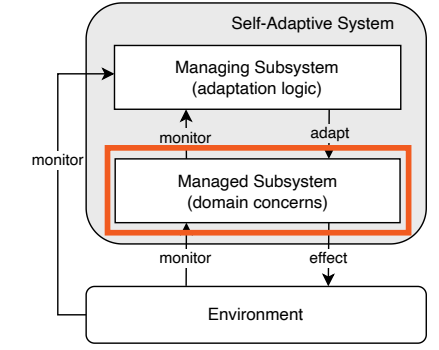 Self-Adaptive System
Managing Subsystem
(adaptation logic)
monitor
adapt
monitor
Managed Subsystem
(domain concerns)
monitor
effect
Environment